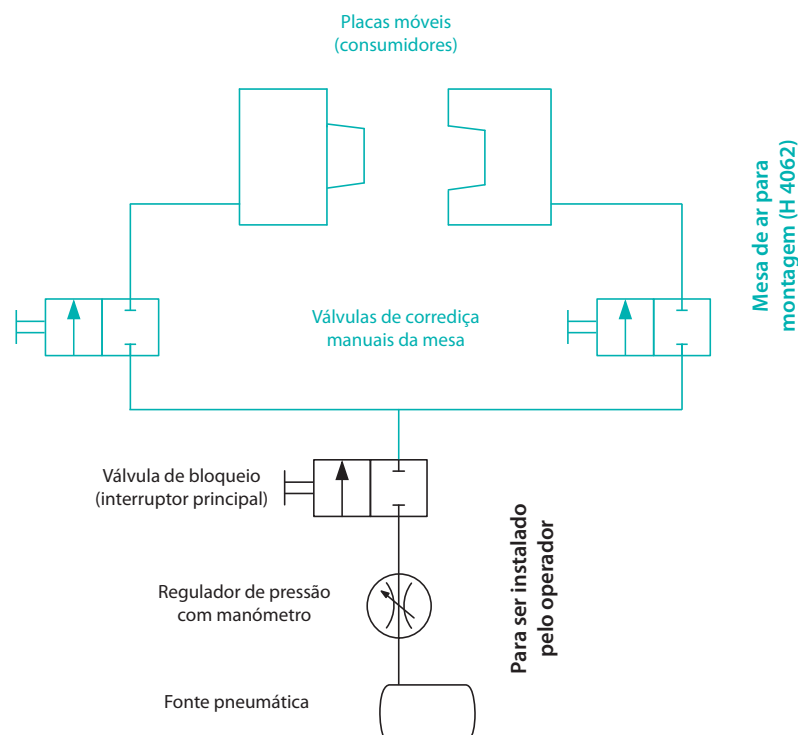 Placas móveis
(consumidores)
Mesa de ar para
montagem (H 4062)
Válvulas de corrediça
manuais da mesa
Válvula de bloqueio
(interruptor principal)
Para ser instalado
pelo operador
Regulador de pressão
com manómetro
Fonte pneumática